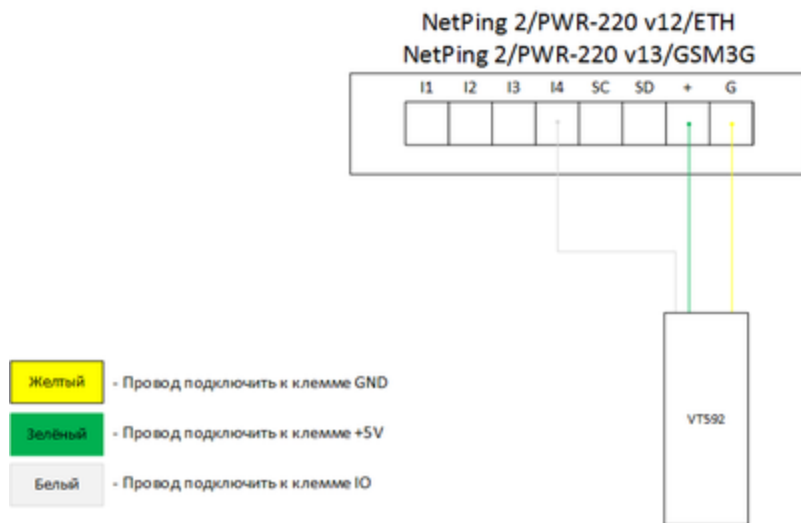 NetPing 2/PWR-220 v12/ETH
NetPing 2/PWR-220 v13/GSM3G
I1 I2 I3 I4 SC SD + G
Желтый - Провод подключить к клемме GND
Зелёный - Провод подключить к клемме +5V
VT592
Белый - Провод подключить к клемме IO